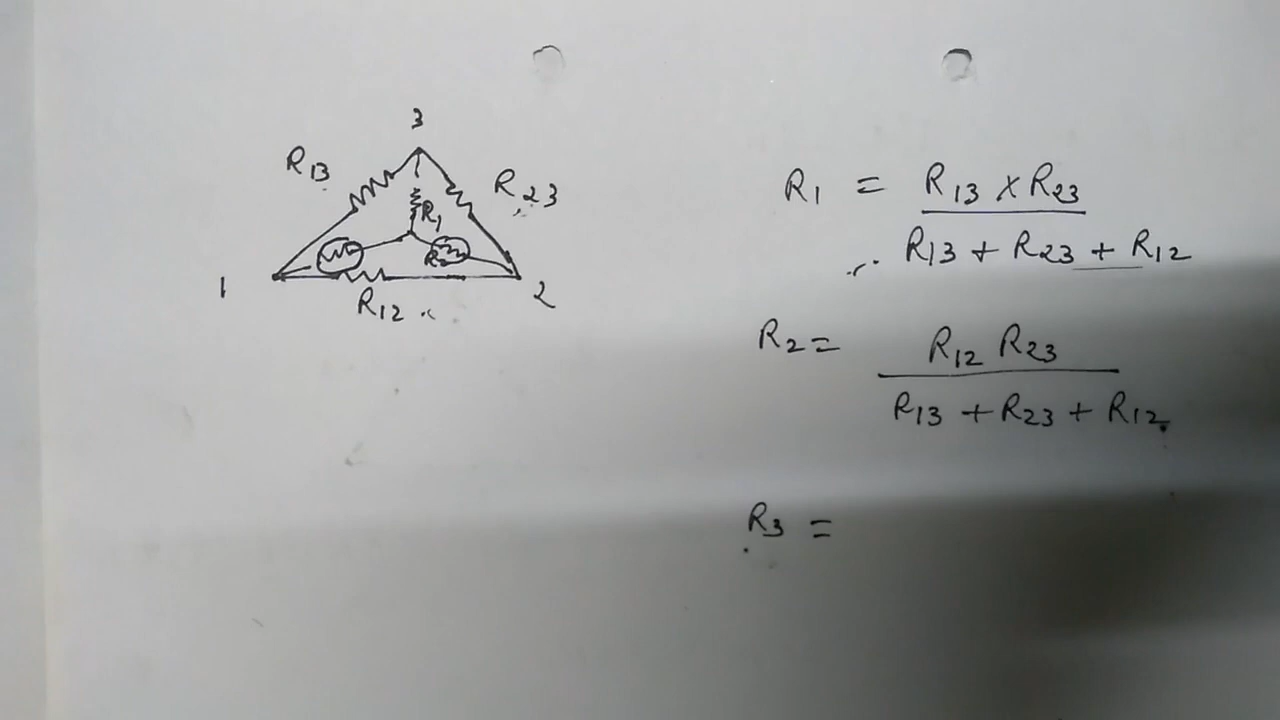 3
R13
R23
R1
R2
1
2
R12
R1 = R13 × R23
R13 + R23 + R12
R2 = R12 R23
R13 + R23 + R12
R3 =